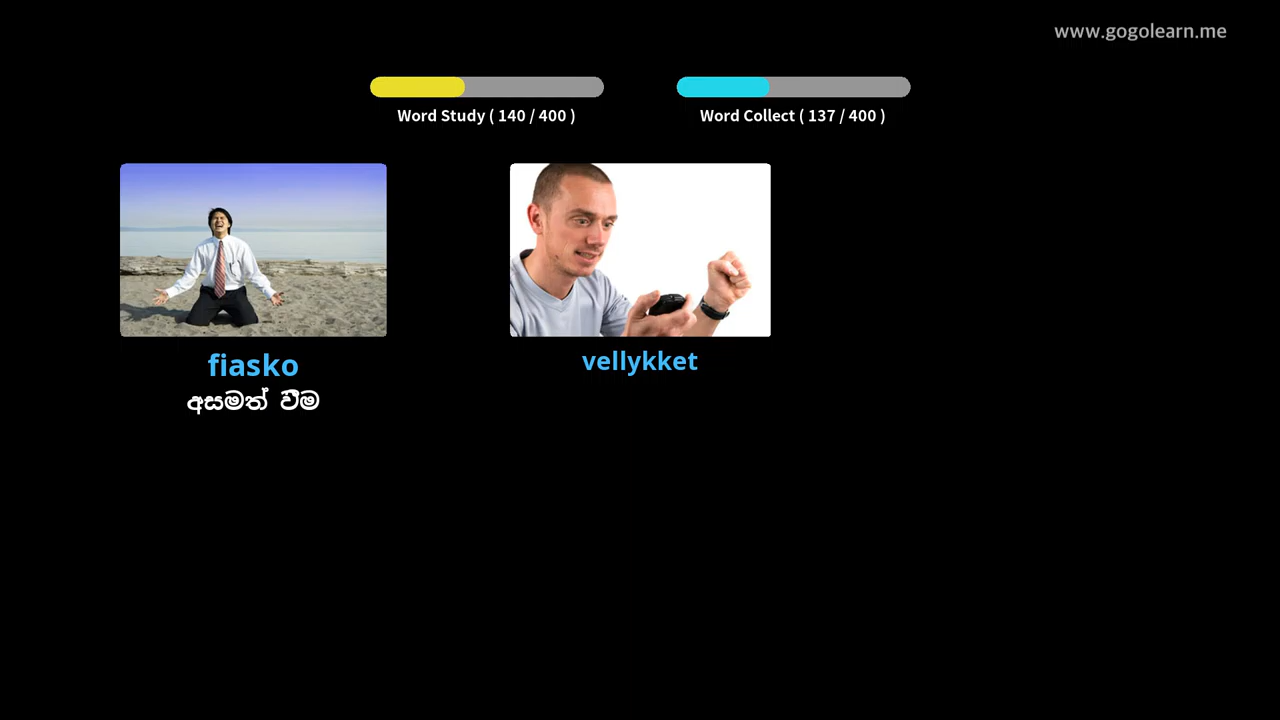 www.gogolearn.me
Word Study ( 140 / 400 )
Word Collect ( 137 / 400 )
fiasko
අසමත් වීම
vellykket